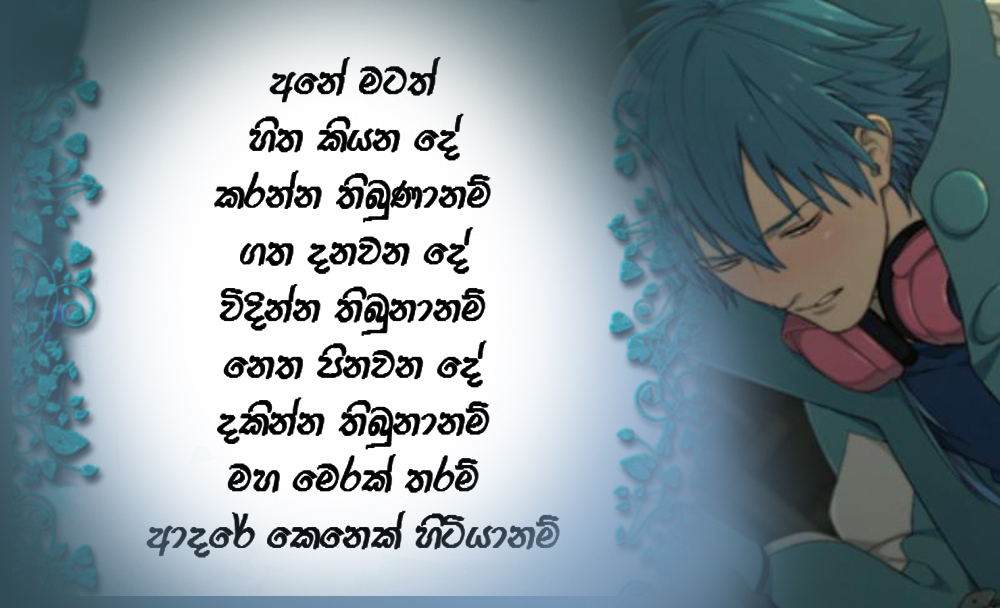 අනේ මටත්
හිත කියන දේ
කරන්න තිබුණානම්
ගත දනවන දේ
විදින්න තිබුනානම්
නෙත පිනවන දේ
දකින්න තිබුනානම්
මහ මෙරක් තරම්
ආදරේ කෙනෙක් හිටියානම්